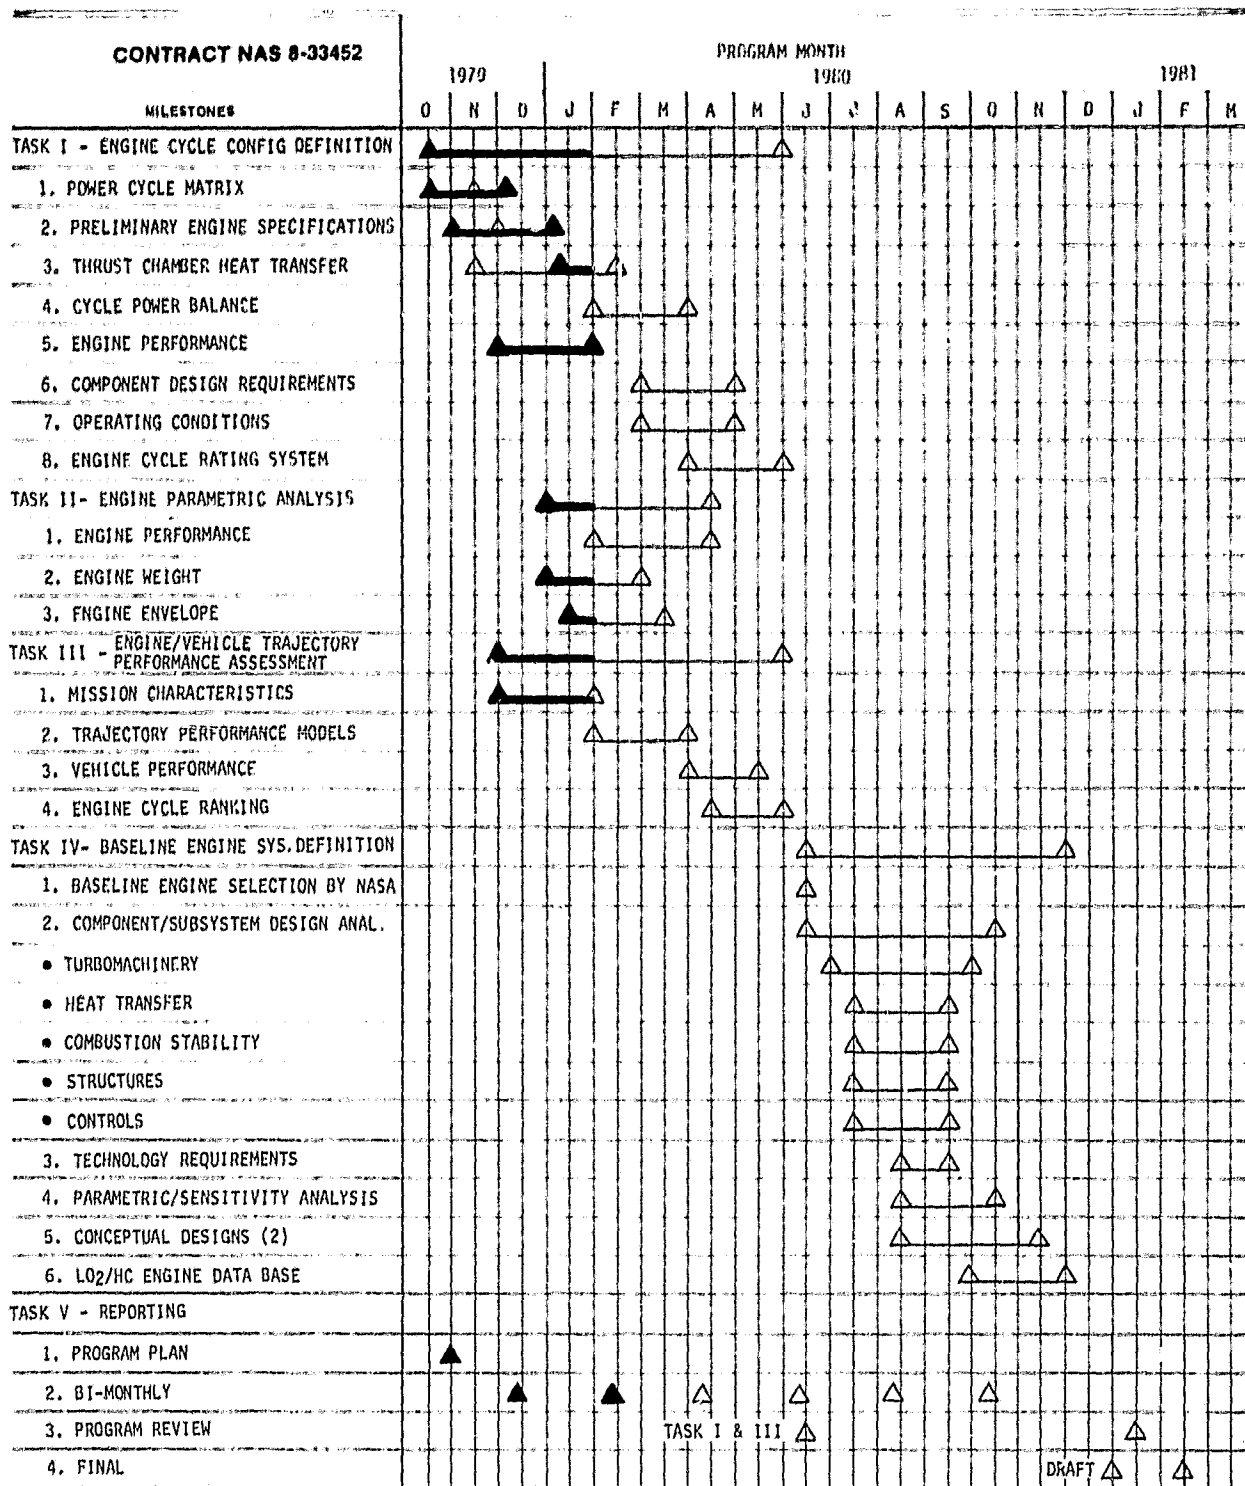 CONTRACT NAS 8-33452
PROGRAM MONTH
1979 1980 1981
MILESTONES O N D J F M A M J J A S O N D J F M
TASK I - ENGINE CYCLE CONFIG DEFINITION
1. POWER CYCLE MATRIX
2. PRELIMINARY ENGINE SPECIFICATIONS
3. THRUST CHAMBER HEAT TRANSFER
4. CYCLE POWER BALANCE
5. ENGINE PERFORMANCE
6. COMPONENT DESIGN REQUIREMENTS
7. OPERATING CONDITIONS
8. ENGINE CYCLE RATING SYSTEM
TASK II- ENGINE PARAMETRIC ANALYSIS
1. ENGINE PERFORMANCE
2. ENGINE WEIGHT
3. ENGINE ENVELOPE
TASK III - ENGINE/VEHICLE TRAJECTORY
PERFORMANCE ASSESSMENT
1. MISSION CHARACTERISTICS
2. TRAJECTORY PERFORMANCE MODELS
3. VEHICLE PERFORMANCE
4. ENGINE CYCLE RANKING
TASK IV- BASELINE ENGINE SYS.DEFINITION
1. BASELINE ENGINE SELECTION BY NASA
2. COMPONENT/SUBSYSTEM DESIGN ANAL.
• TURBOMACHINERY
• HEAT TRANSFER
• COMBUSTION STABILITY
• STRUCTURES
• CONTROLS
3. TECHNOLOGY REQUIREMENTS
4. PARAMETRIC/SENSITIVITY ANALYSIS
5. CONCEPTUAL DESIGNS (2)
6. LO2/HC ENGINE DATA BASE
TASK V - REPORTING
1. PROGRAM PLAN
2. BI-MONTHLY
3. PROGRAM REVIEW TASK I & III
4. FINAL DRAFT